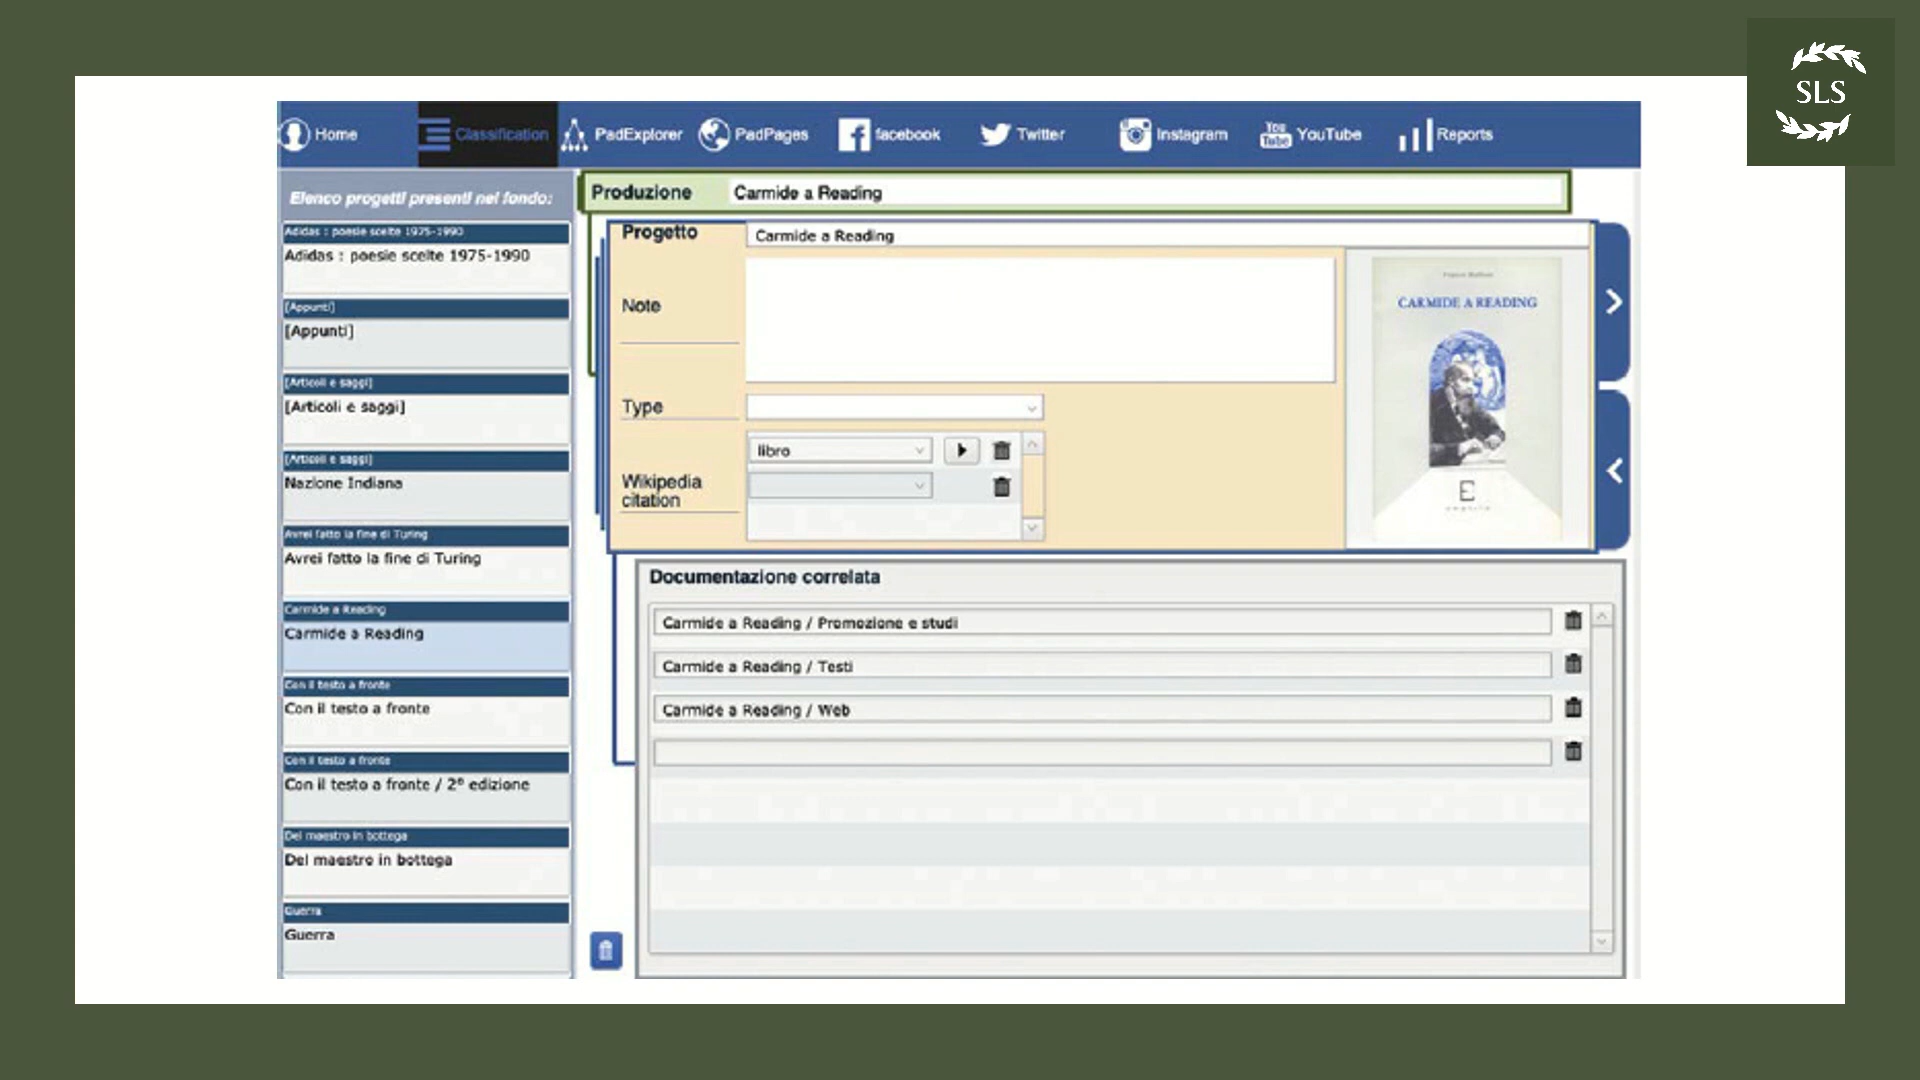 SLS
Home
Classification
PadExplorer
PadPages
facebook
Twitter
Instagram
You Tube YouTube
Reports
Elenco progetti presenti nel fondo:
Adidas : poesie scelte 1975-1990
Adidas : poesie scelte 1975-1990
[Appunti]
[Appunti]
[Articoli e saggi]
[Articoli e saggi]
[Articoli e saggi]
Nazione Indiana
Avrei fatto la fine di Turing
Avrei fatto la fine di Turing
Carmide a Reading
Carmide a Reading
Con il testo a fronte
Con il testo a fronte
Con il testo a fronte
Con il testo a fronte / 2° edizione
Del maestro in bottega
Del maestro in bottega
Guerra
Guerra
Produzione
Carmide a Reading
Progetto
Carmide a Reading
Note
Type
libro
Wikipedia
citation
CARMIDE A READING
E
Documentazione correlata
Carmide a Reading / Promozione e studi
Carmide a Reading / Testi
Carmide a Reading / Web